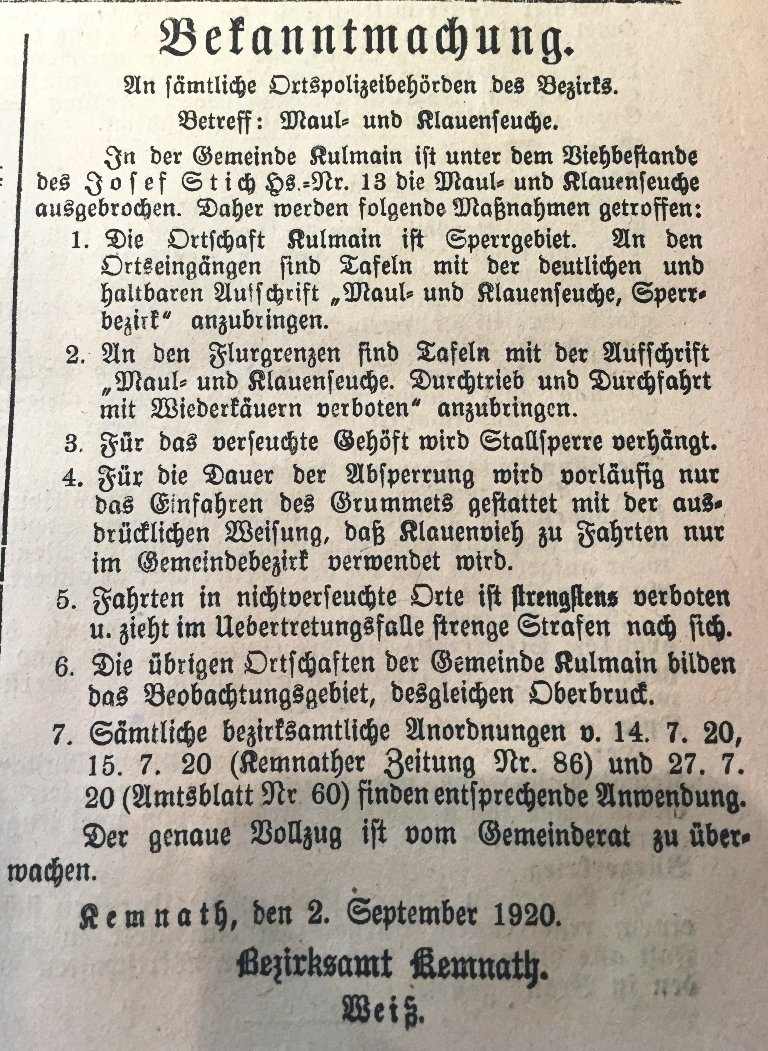 Bekanntmachung.
An sämtliche Ortspolizeibehörden des Bezirks.
Betreff: Maul- und Klauenseuche.
In der Gemeinde Kulmain ist unter dem Viehbestande
des Josef Stich Hs.-Nr. 13 die Maul- und Klauenseuche
ausgebrochen. Daher werden folgende Maßnahmen getroffen:
1. Die Ortschaft Kulmain ist Sperrgebiet. An den
Ortseingängen sind Tafeln mit der deutlichen und
haltbaren Aufschrift „Maul- und Klauenseuche, Sperr-
bezirk“ anzubringen.
2. An den Flurgrenzen sind Tafeln mit der Aufschrift
„Maul- und Klauenseuche. Durchtrieb und Durchfahrt
mit Wiederkäuern verboten“ anzubringen.
3. Für das verseuchte Gehöft wird Stallsperre verhängt.
4. Für die Dauer der Absperrung wird vorläufig nur
das Einfahren des Grummets gestattet mit der aus-
drücklichen Weisung, daß Klauenvieh zu Fahrten nur
im Gemeindebezirk verwendet wird.
5. Fahrten in nichtverseuchte Orte ist strengstens verboten
u. zieht im Uebertretungsfalle strenge Strafen nach sich.
6. Die übrigen Ortschaften der Gemeinde Kulmain bilden
das Beobachtungsgebiet, desgleichen Oberbruck.
7. Sämtliche bezirksamtliche Anordnungen v. 14. 7. 20,
15. 7. 20 (Kemnather Zeitung Nr. 86) und 27. 7.
20 (Amtsblatt Nr. 60) finden entsprechende Anwendung.
Der genaue Vollzug ist vom Gemeinderat zu über-
wachen.
Kemnath, den 2. September 1920.
Bezirksamt Kemnath.
Weiß.